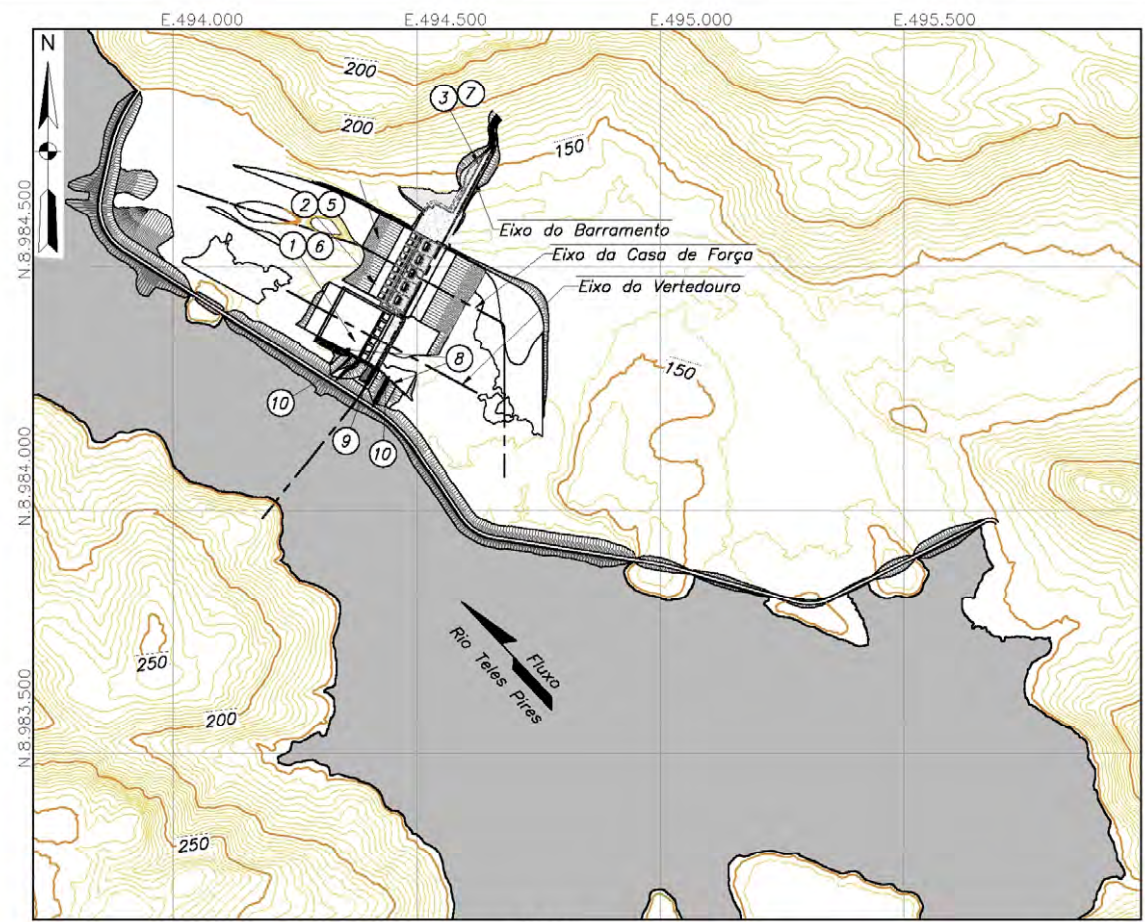 E.494.000
E.494.500
E.495.000
E.495.500
N
200
3 7
200
150
N.8.984.500
2 5
Eixo do Barramento
1 6
Eixo da Casa de Força
Eixo do Vertedouro
8
150
10
9
10
N.8.984.000
Fluxo
Rio Teles Pires
250
N.8.983.500
200
250